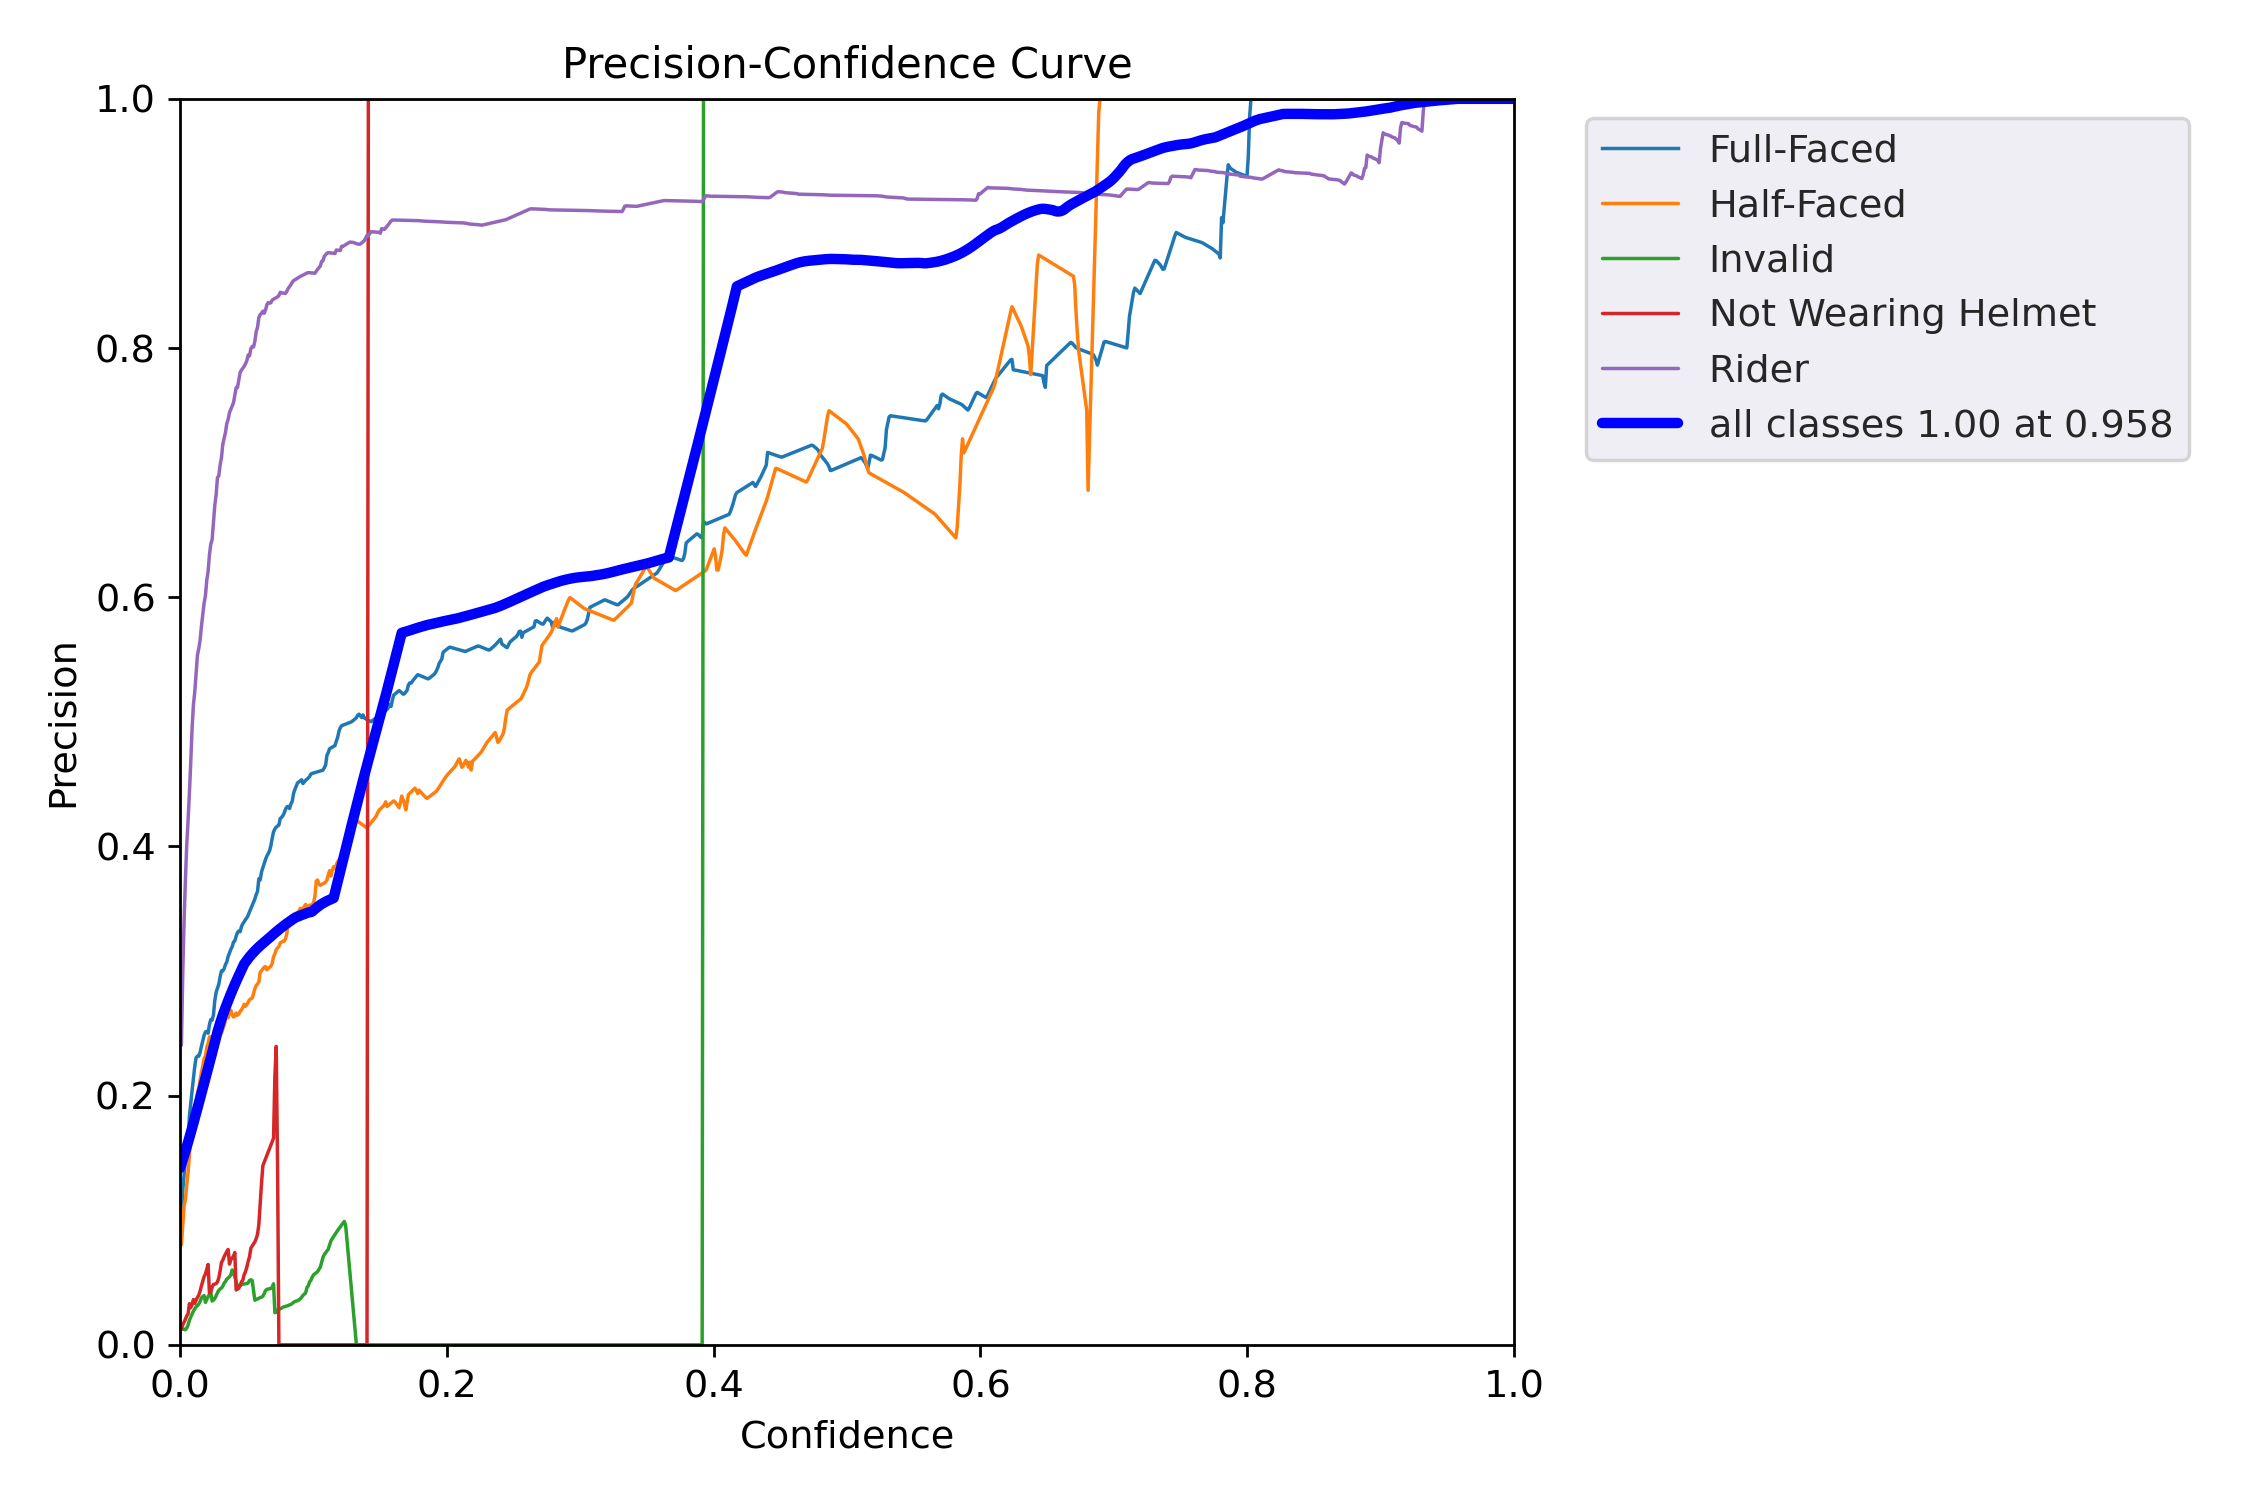 Precision-Confidence Curve
1.0
0.8
0.6
0.4
0.2
0.0
Precision
0.0 0.2 0.4 0.6 0.8 1.0
Confidence
Full-Faced
Half-Faced
Invalid
Not Wearing Helmet
Rider
all classes 1.00 at 0.958